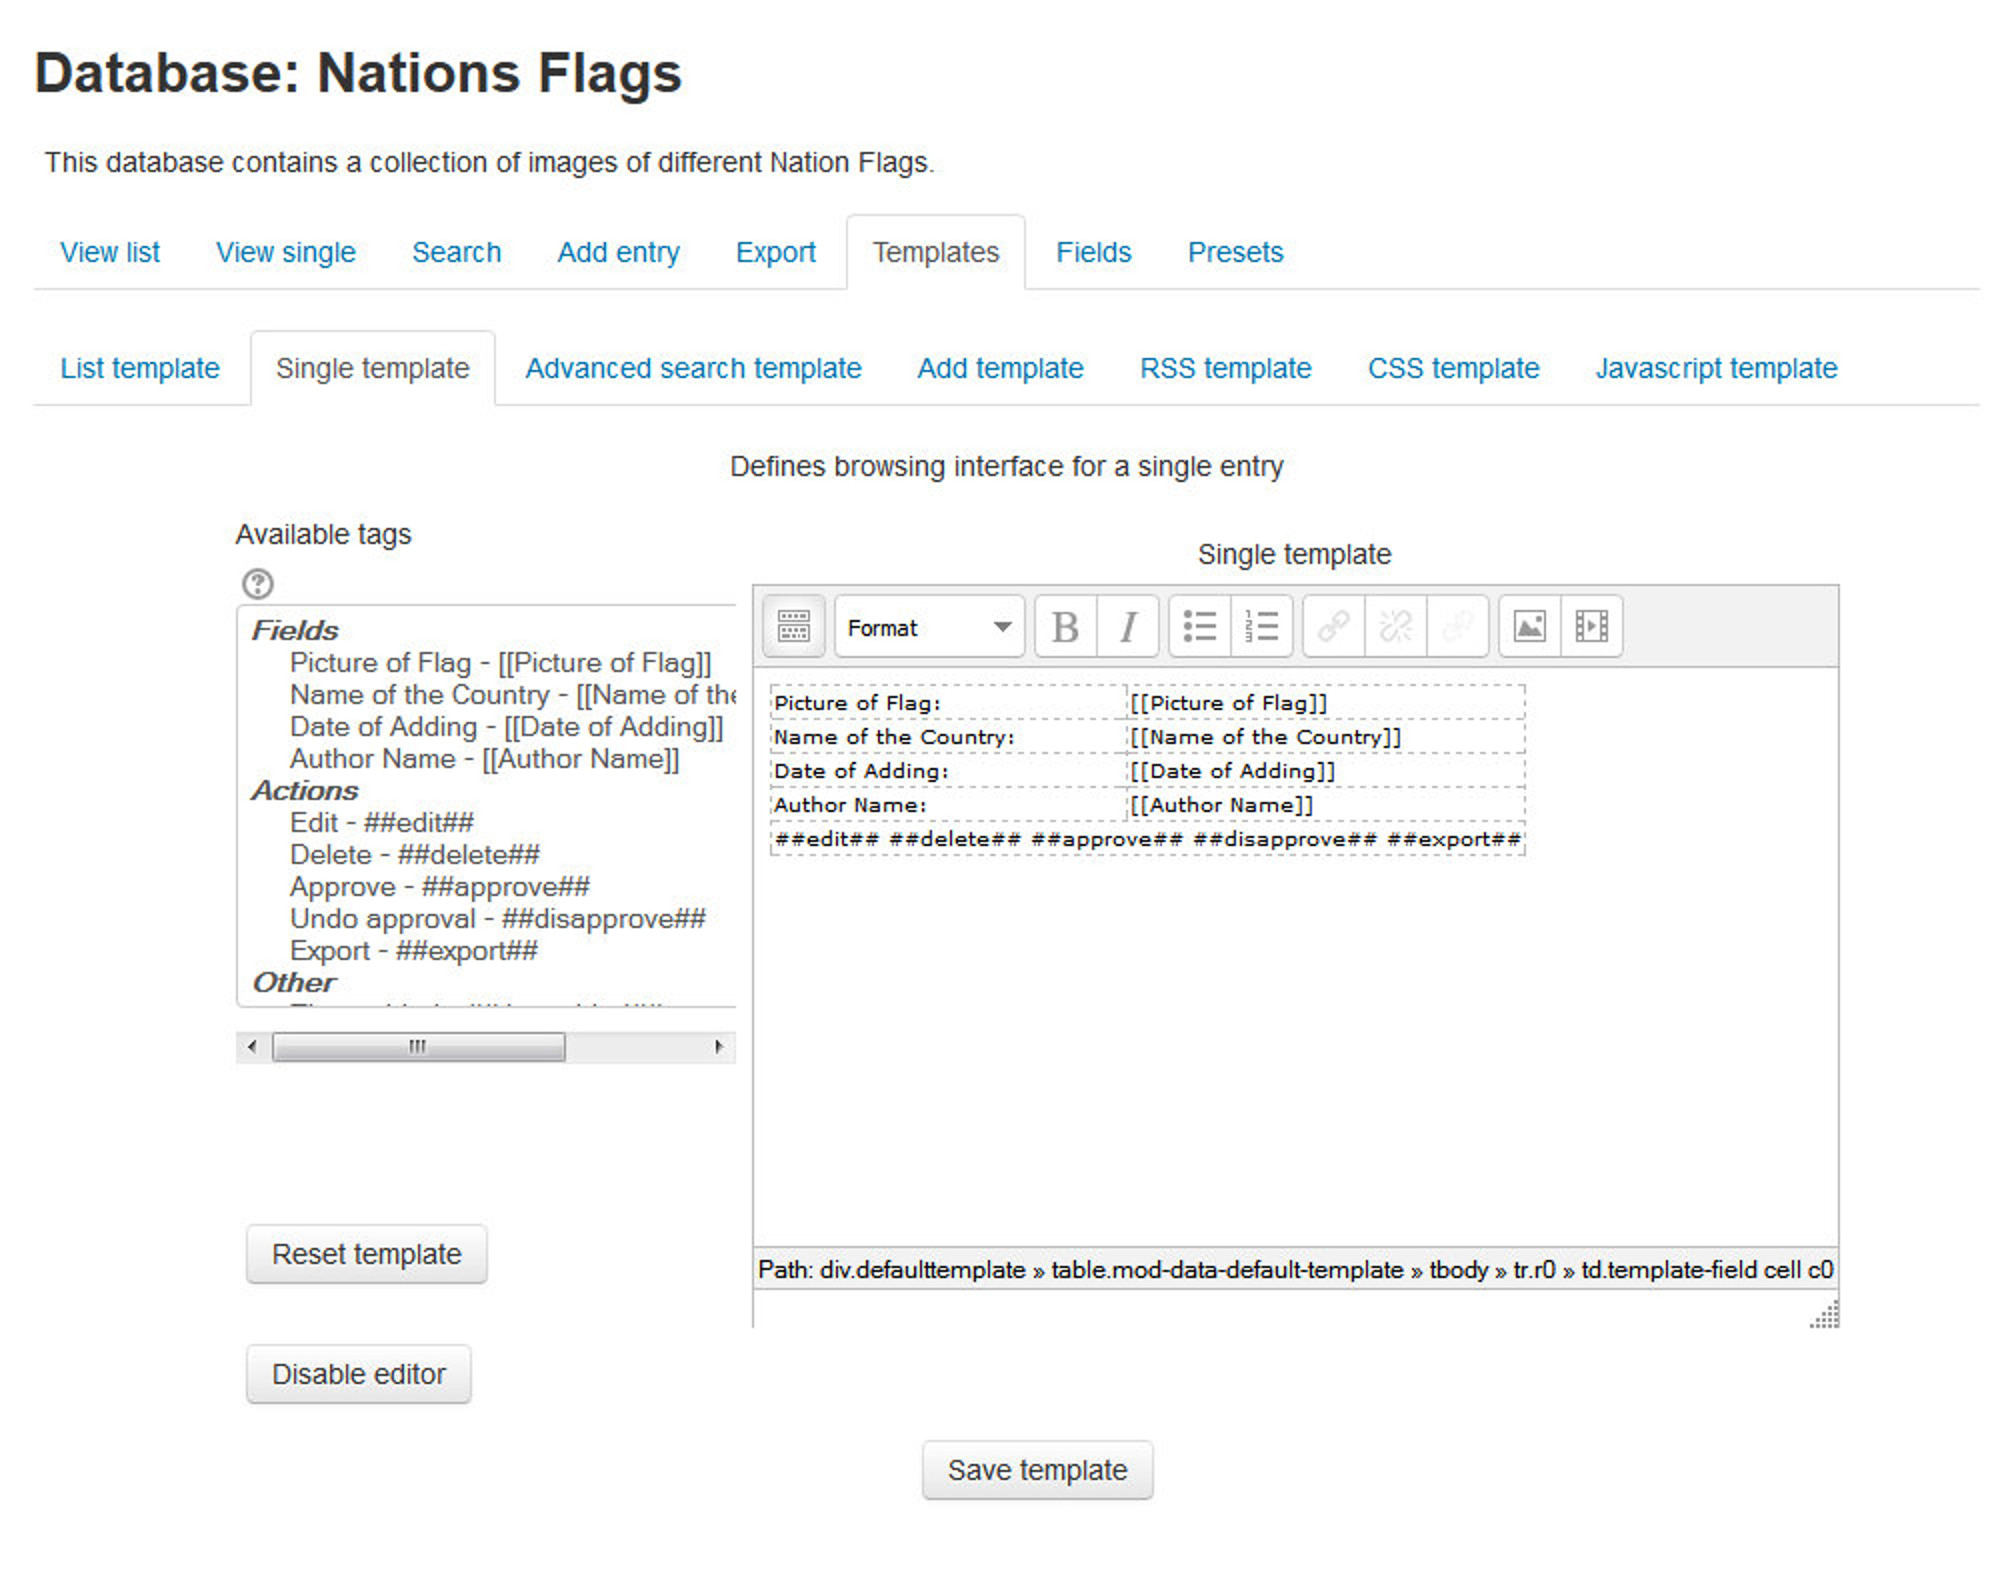 Database: Nations Flags
This database contains a collection of images of different Nation Flags.
View list View single Search Add entry Export Templates Fields Presets
List template Single template Advanced search template Add template RSS template CSS template Javascript template
Defines browsing interface for a single entry
Available tags
Single template
Fields
Picture of Flag - [[Picture of Flag]]
Name of the Country - [[Name of the
Date of Adding - [[Date of Adding]]
Author Name - [[Author Name]]
Actions
Edit - ##edit##
Delete - ##delete##
Approve - ##approve##
Undo approval - ##disapprove##
Export - ##export##
Other
Format B I
Picture of Flag: [[Picture of Flag]]
Name of the Country: [[Name of the Country]]
Date of Adding: [[Date of Adding]]
Author Name: [[Author Name]]
##edit## ##delete## ##approve## ##disapprove## ##export##
Path: div.defaulttemplate » table.mod-data-default-template » tbody » tr.r0 » td.template-field cell c0
Reset template
Disable editor
Save template